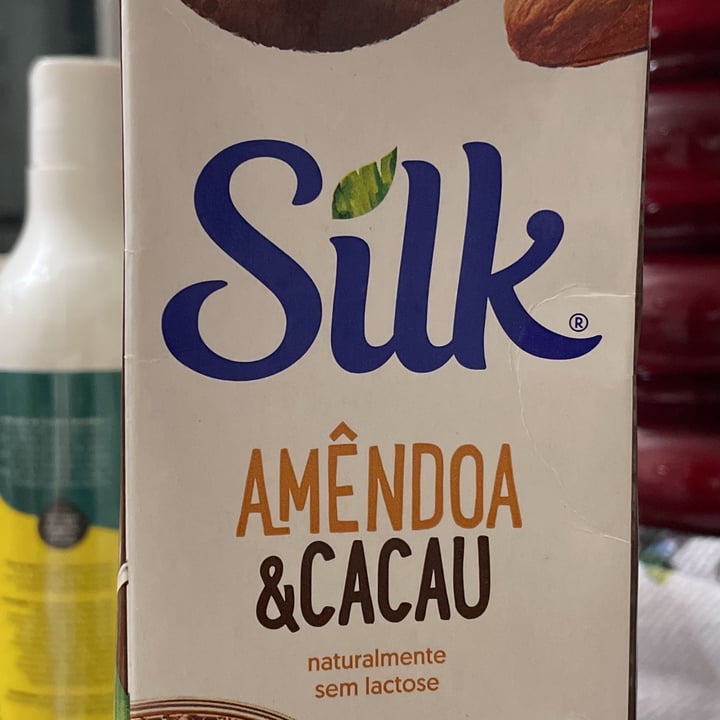 Silk®
AMÊNDOA
&CACAU
naturalmente
sem lactose